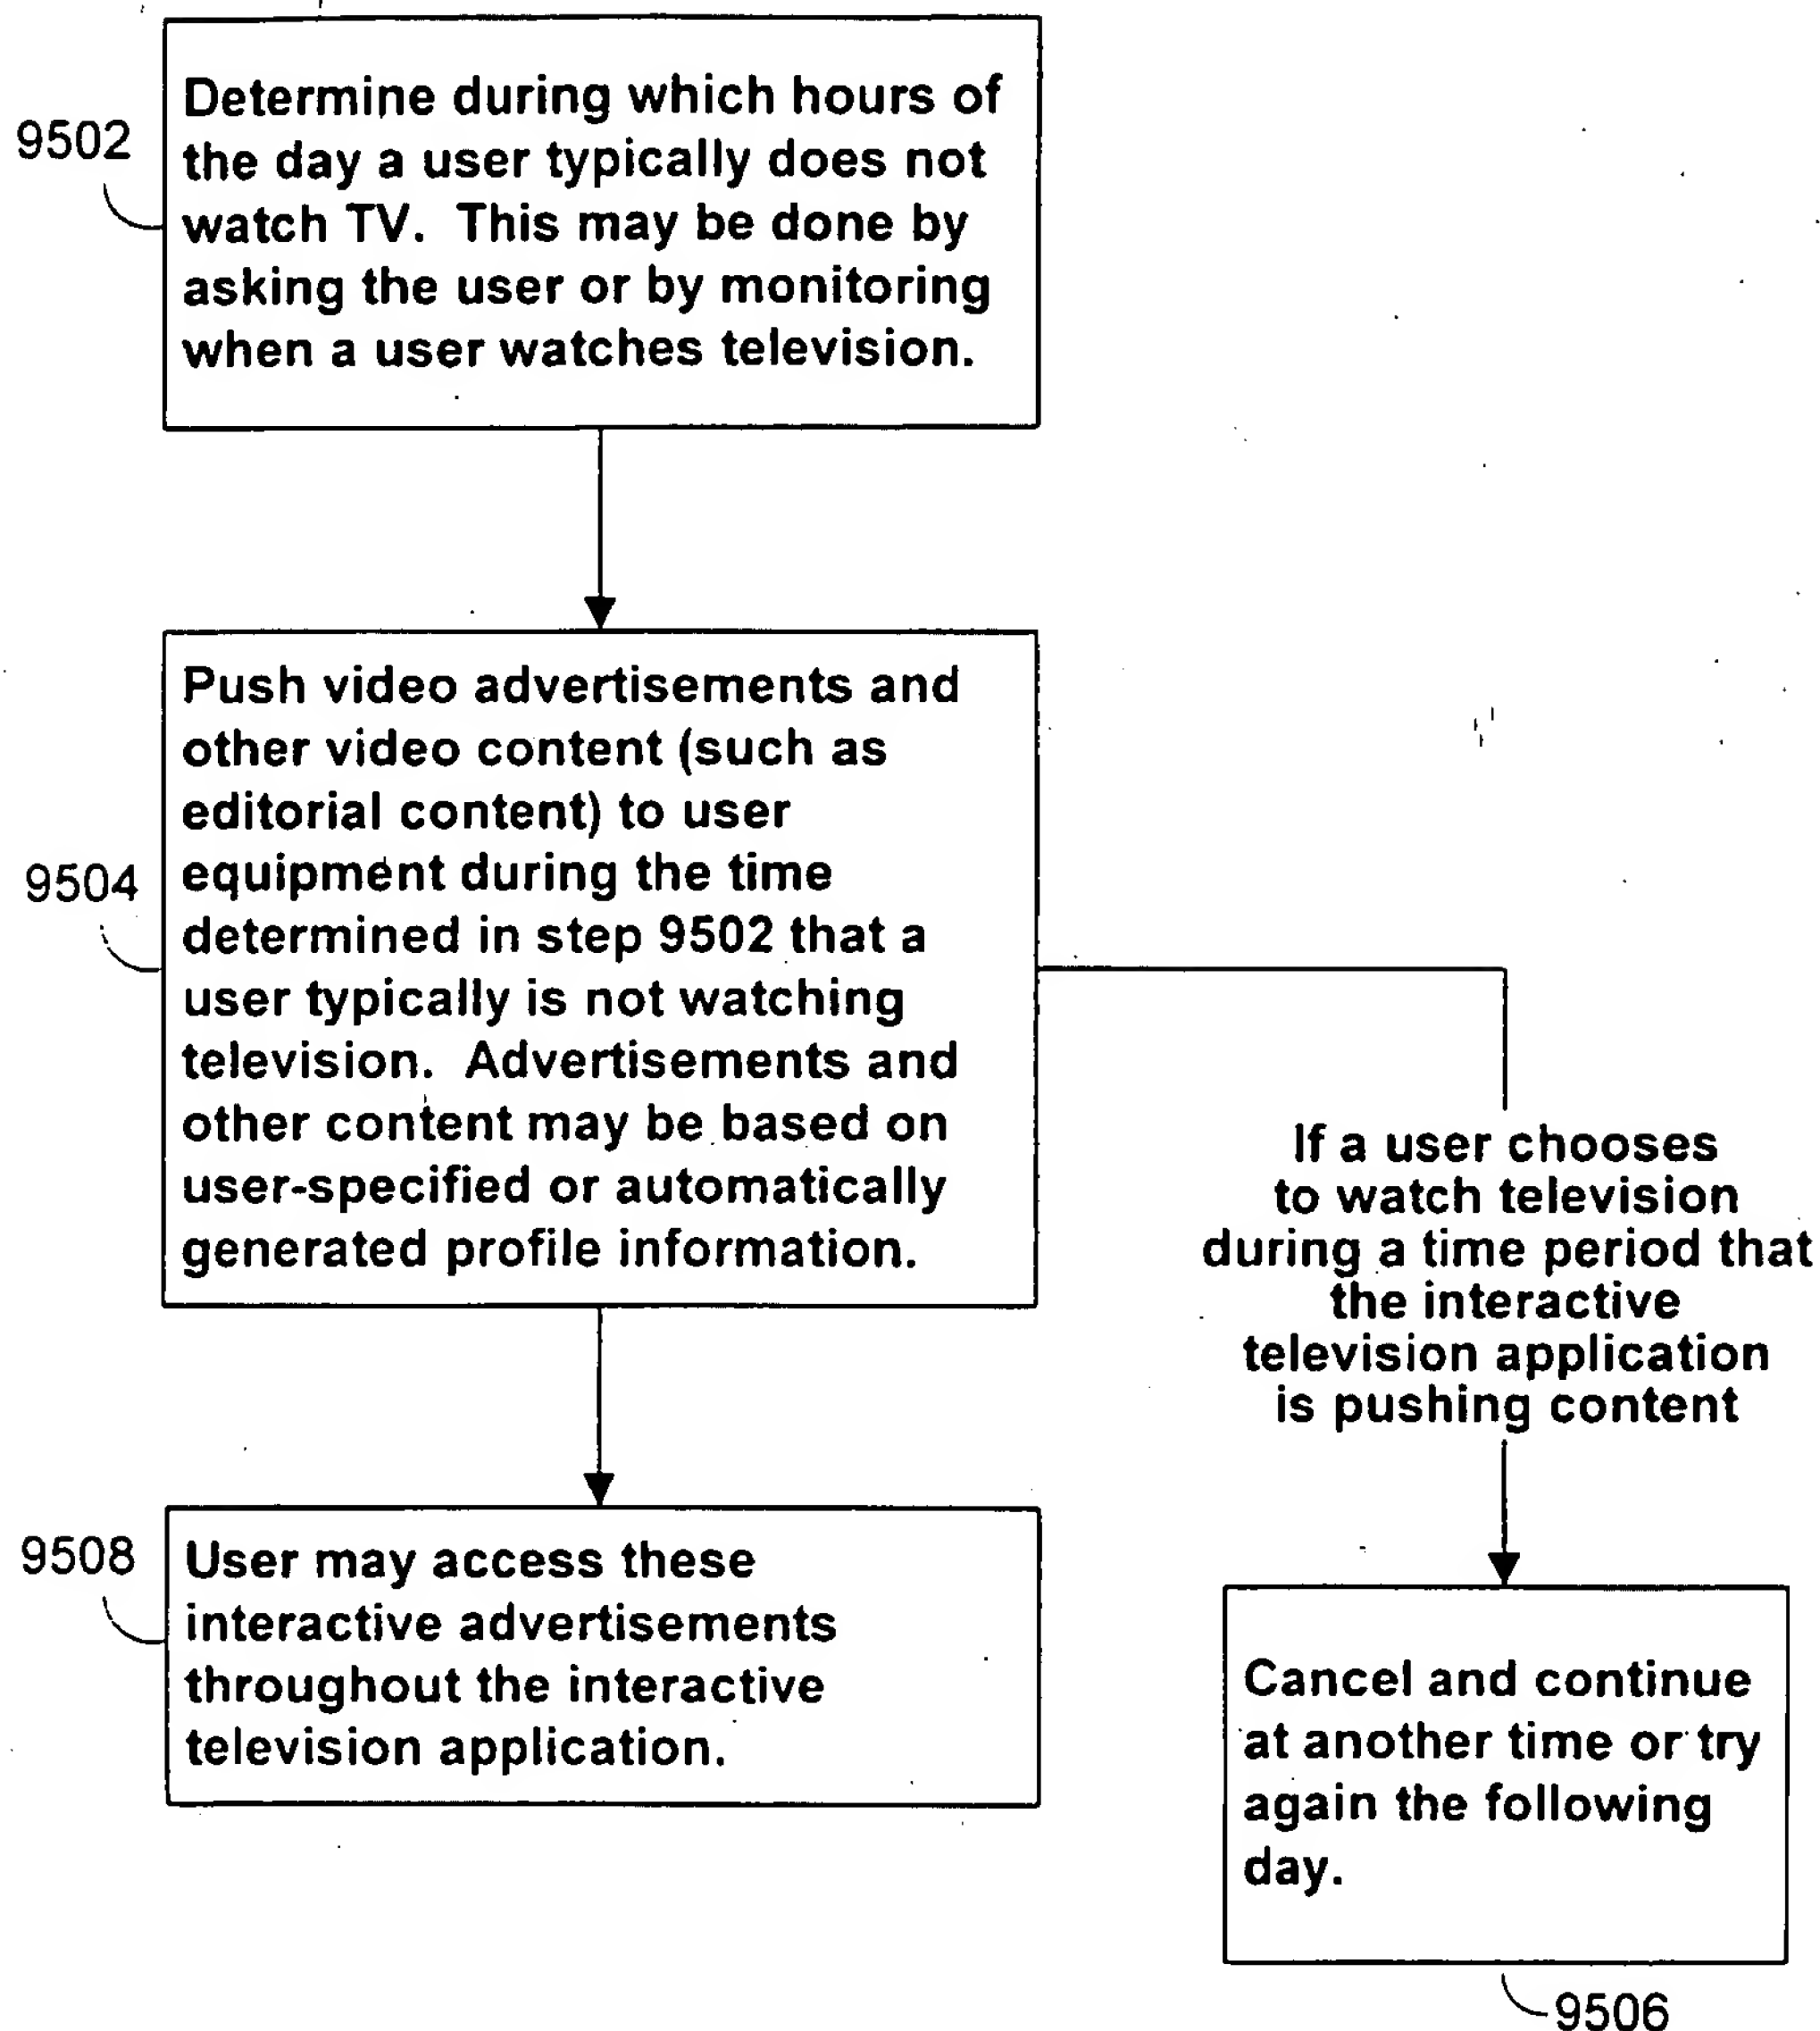 9502
Determine during which hours of
the day a user typically does not
watch TV. This may be done by
asking the user or by monitoring
when a user watches television.
9504
Push video advertisements and
other video content (such as
editorial content) to user
equipment during the time
determined in step 9502 that a
user typically is not watching
television. Advertisements and
other content may be based on
user-specified or automatically
generated profile information.
If a user chooses
to watch television
during a time period that
the interactive
television application
is pushing content
9508
User may access these
interactive advertisements
throughout the interactive
television application.
Cancel and continue
at another time or try
again the following
day.
9506